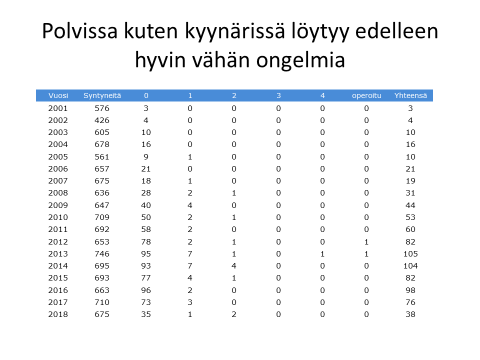 Polvissa kuten kyynärissä löytyy edelleen
hyvin vähän ongelmia
Vuosi Syntyneitä 0 1 2 3 4 operoitu Yhteensä
2001 576 3 0 0 0 0 0 3
2002 426 4 0 0 0 0 0 4
2003 605 10 0 0 0 0 0 10
2004 678 16 0 0 0 0 0 16
2005 561 9 1 0 0 0 0 10
2006 657 21 0 0 0 0 0 21
2007 675 18 1 0 0 0 0 19
2008 636 28 2 1 0 0 0 31
2009 647 40 4 0 0 0 0 44
2010 709 50 2 1 0 0 0 53
2011 692 58 2 0 0 0 0 60
2012 653 78 2 1 0 0 1 82
2013 746 95 7 1 0 1 1 105
2014 695 93 7 4 0 0 0 104
2015 693 77 4 1 0 0 0 82
2016 663 96 2 0 0 0 0 98
2017 710 73 3 0 0 0 0 76
2018 675 35 1 2 0 0 0 38